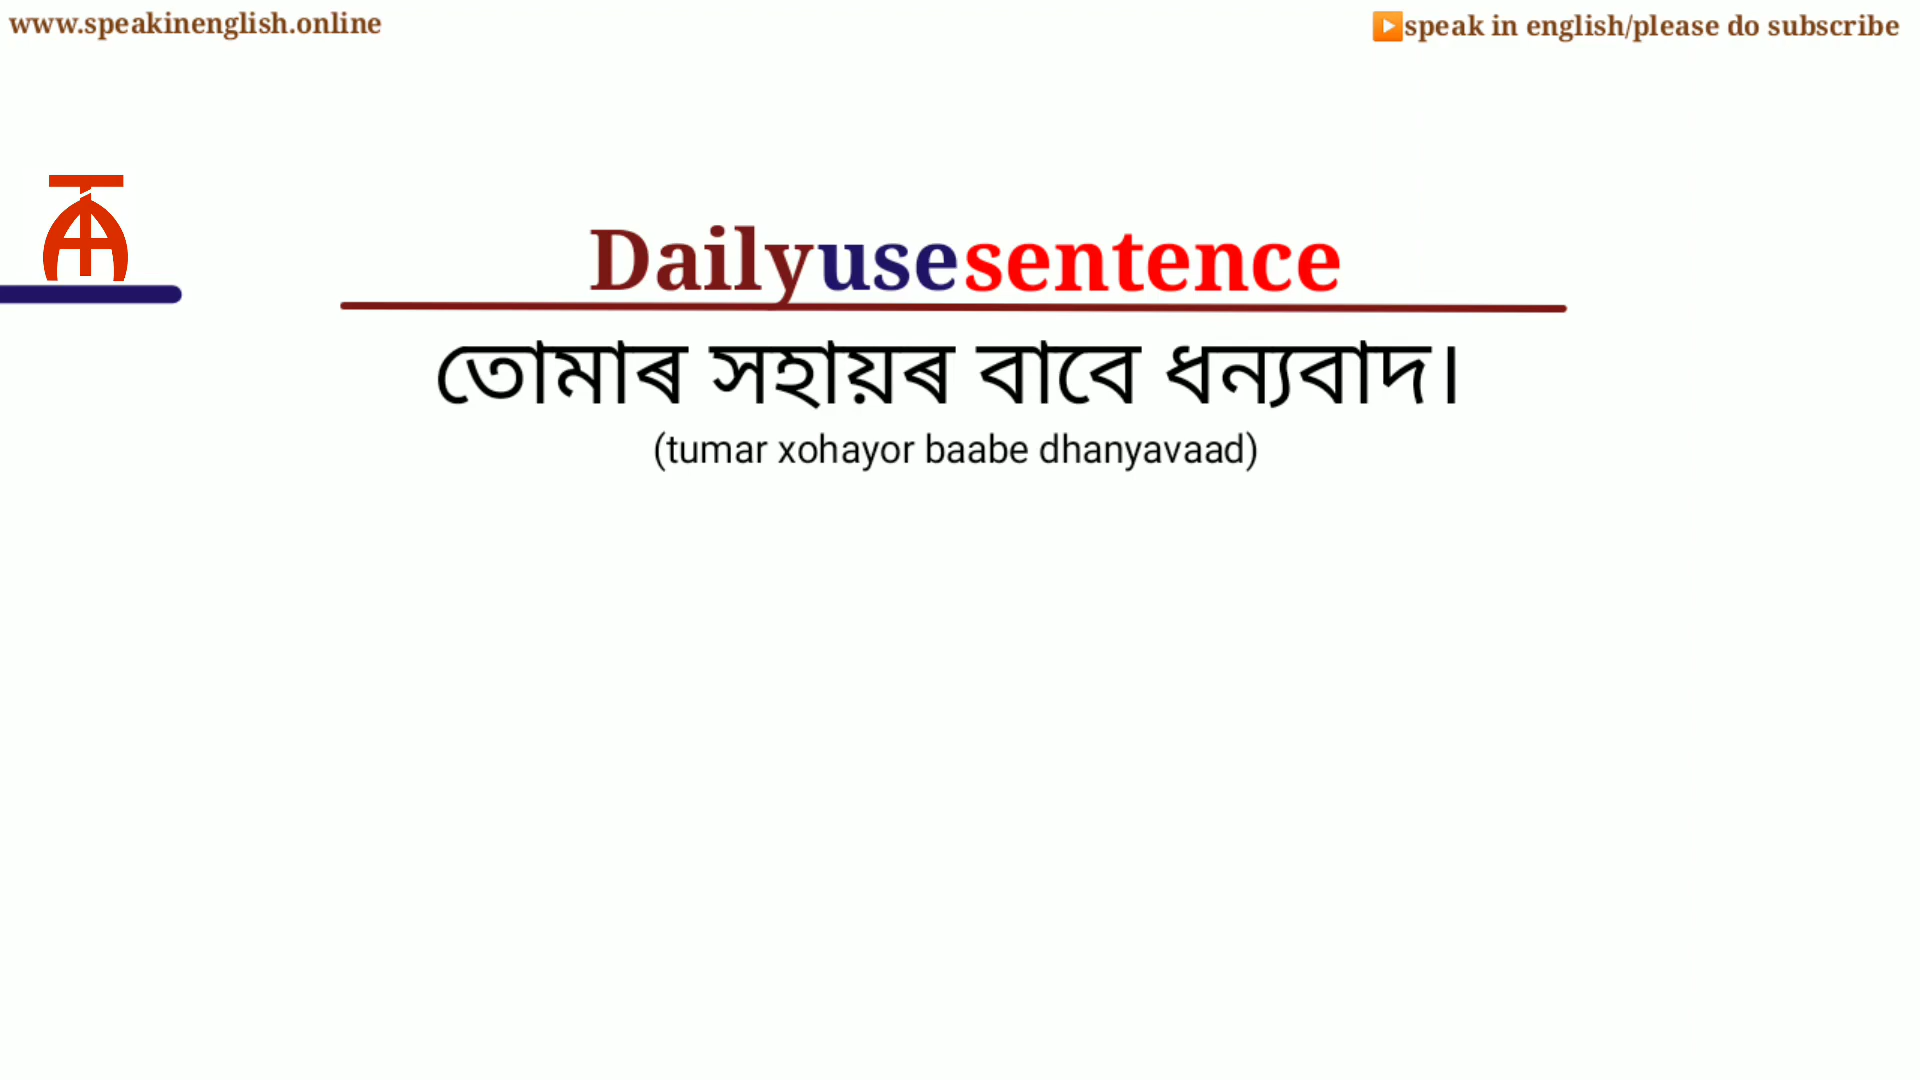 www.speakinenglish.online
speak in english/please do subscribe
Dailyusesentence
তোমাৰ সহায়ৰ বাবে ধন্যবাদ।
(tumar xohayor baabe dhanyavaad)